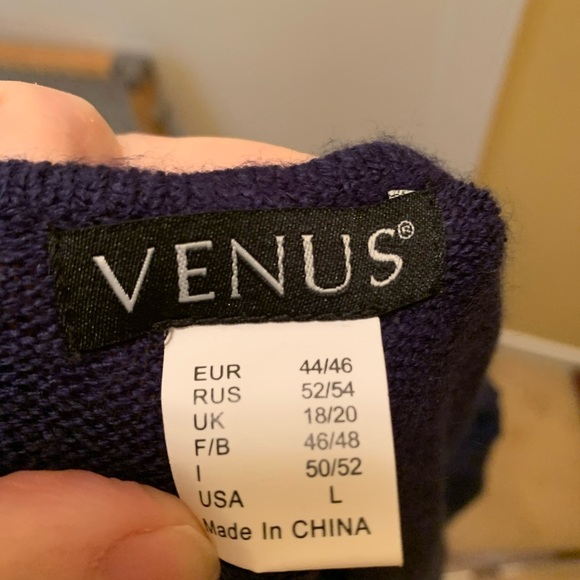 VENUS®
EUR 44/46
RUS 52/54
UK 18/20
F/B 46/48
I 50/52
USA L
Made In CHINA